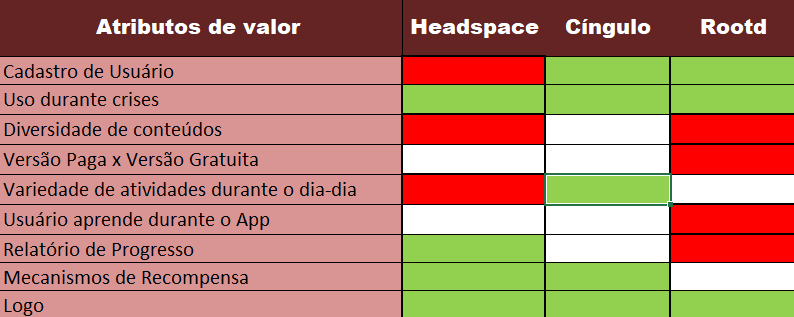 Atributos de valor Headspace Cíngulo Rootd
Cadastro de Usuário
Uso durante crises
Diversidade de conteúdos
Versão Paga x Versão Gratuita
Variedade de atividades durante o dia-dia
Usuário aprende durante o App
Relatório de Progresso
Mecanismos de Recompensa
Logo